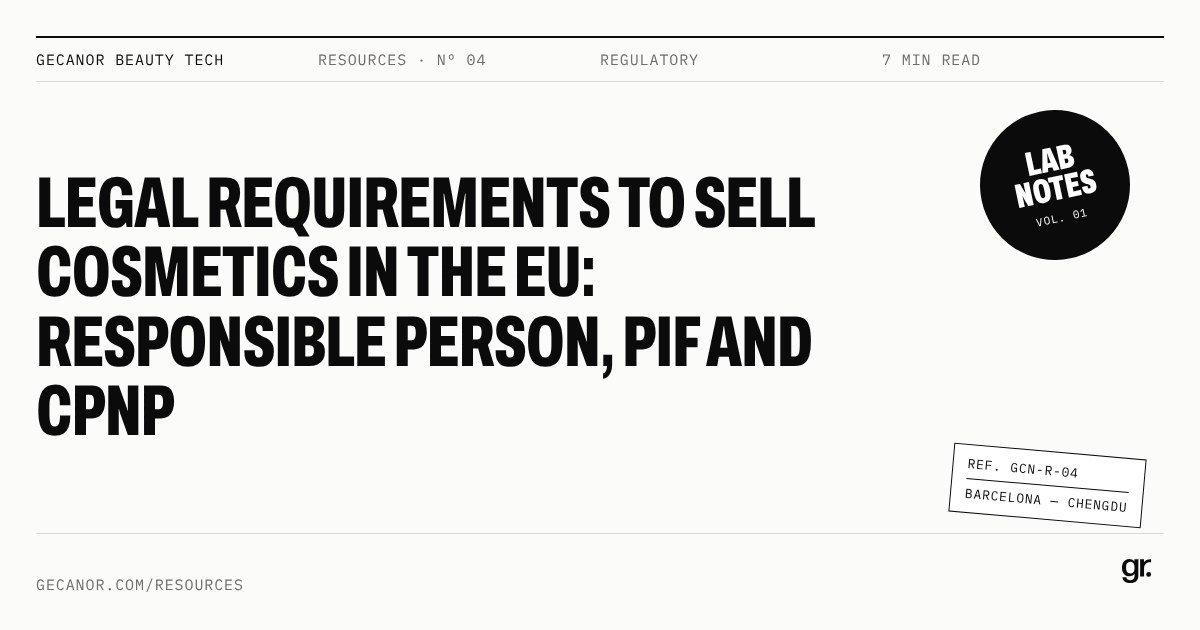 GECANOR BEAUTY TECH
RESOURCES · Nº 04
REGULATORY
7 MIN READ
LAB
NOTES
VOL. 01
LEGAL REQUIREMENTS TO SELL
COSMETICS IN THE EU:
RESPONSIBLE PERSON, PIF AND
CPNP
REF. GCN-R-04
BARCELONA — CHENGDU
GECANOR.COM/RESOURCES
gr.